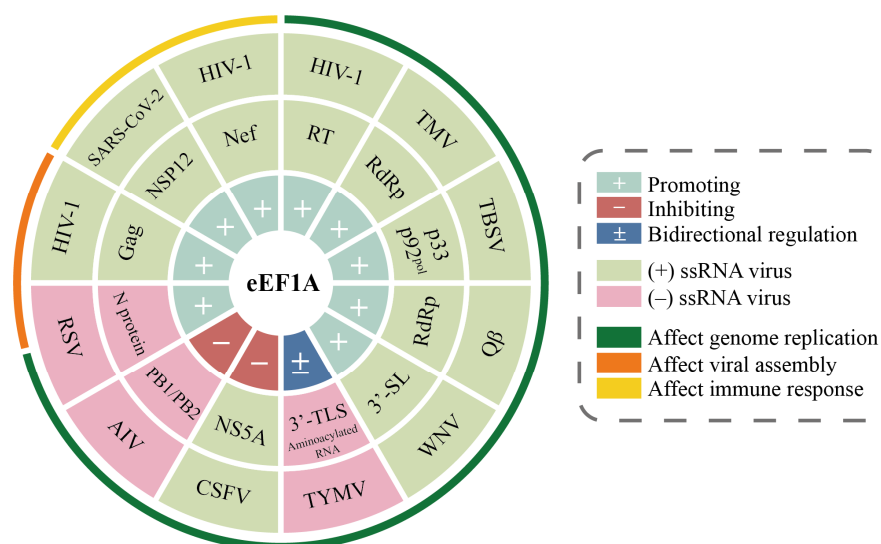 HIV-1
HIV-1
TMV
TBSV
Qβ
WNV
TYMV
CSFV
AIV
RSV
HIV-1
SARS-CoV-2
Nef
RT
RdRp
p33
p92pol
RdRp
3’-SL
3’-TLS
Aminoacylated
RNA
NS5A
PB1/PB2
N protein
Gag
NSP12
+
+
+
+
+
+
±
−
−
+
+
+
eEF1A
+ Promoting
− Inhibiting
± Bidirectional regulation
(+) ssRNA virus
(−) ssRNA virus
Affect genome replication
Affect viral assembly
Affect immune response